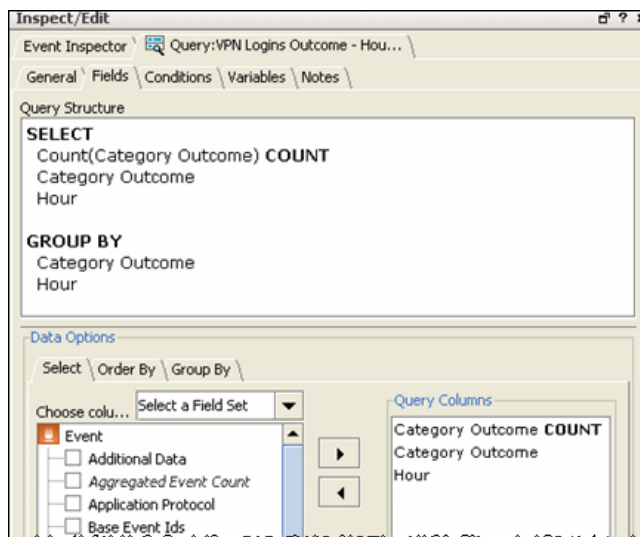 Inspect/Edit
Event Inspector Query:VPN Logins Outcome - Hou...
General Fields Conditions Variables Notes
Query Structure
SELECT
Count(Category Outcome) COUNT
Category Outcome
Hour
GROUP BY
Category Outcome
Hour
Data Options
Select Order By Group By
Choose colu... Select a Field Set
Query Columns
Event
Additional Data
Aggregated Event Count
Application Protocol
Base Event Ids
Category Outcome COUNT
Category Outcome
Hour